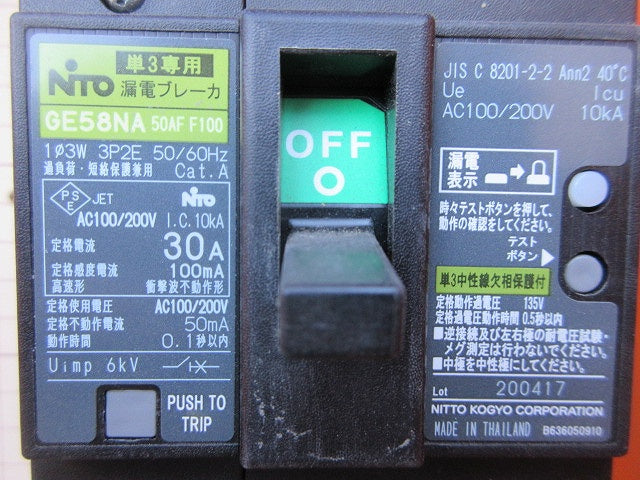 NITO 単3専用
漏電ブレーカ
GE58NA 50AF F100
1φ3W 3P2E 50/60Hz
過負荷・短絡保護兼用 Cat.A
PS
E JET NITO
AC100/200V I.C.10kA
定格電流 30A
定格感度電流 100mA
高速形 衝撃波不動作形
定格使用電圧 AC100/200V
定格不動作電流 50mA
動作時間 0.1秒以内
Uimp 6kV
PUSH TO
TRIP
OFF
JIS C 8201-2-2 Ann2 40°C
Ue Icu
AC100/200V 10kA
漏電
表示
時々テストボタンを押して、
動作の確認をしてください。
テスト
ボタン
単3中性線欠相保護付
定格動作過電圧 135V
定格過電圧動作時間 0.5秒以内
■逆接続及び左右極の耐電圧試験・
メグ測定は行わないでください。
■中極を中性極にしてください。
Lot 200417
NITTO KOGYO CORPORATION
MADE IN THAILAND B636050910